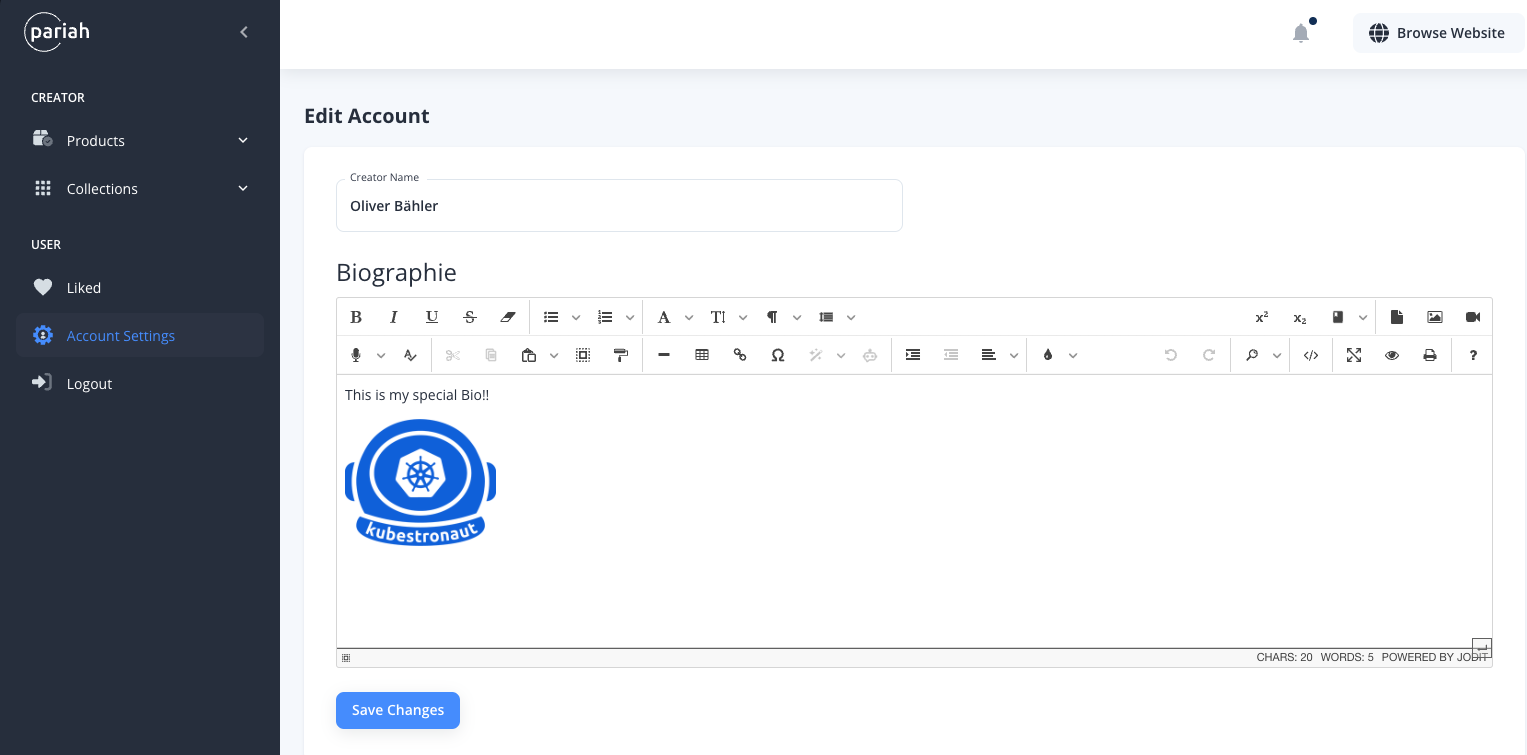 pariah
Browse Website
CREATOR
Products
Collections
USER
Liked
Account Settings
Logout
Edit Account
Creator Name
Oliver Bähler
Biographie
This is my special Bio!!
kubestronaut
CHARS: 20 WORDS: 5 POWERED BY JODIT
Save Changes